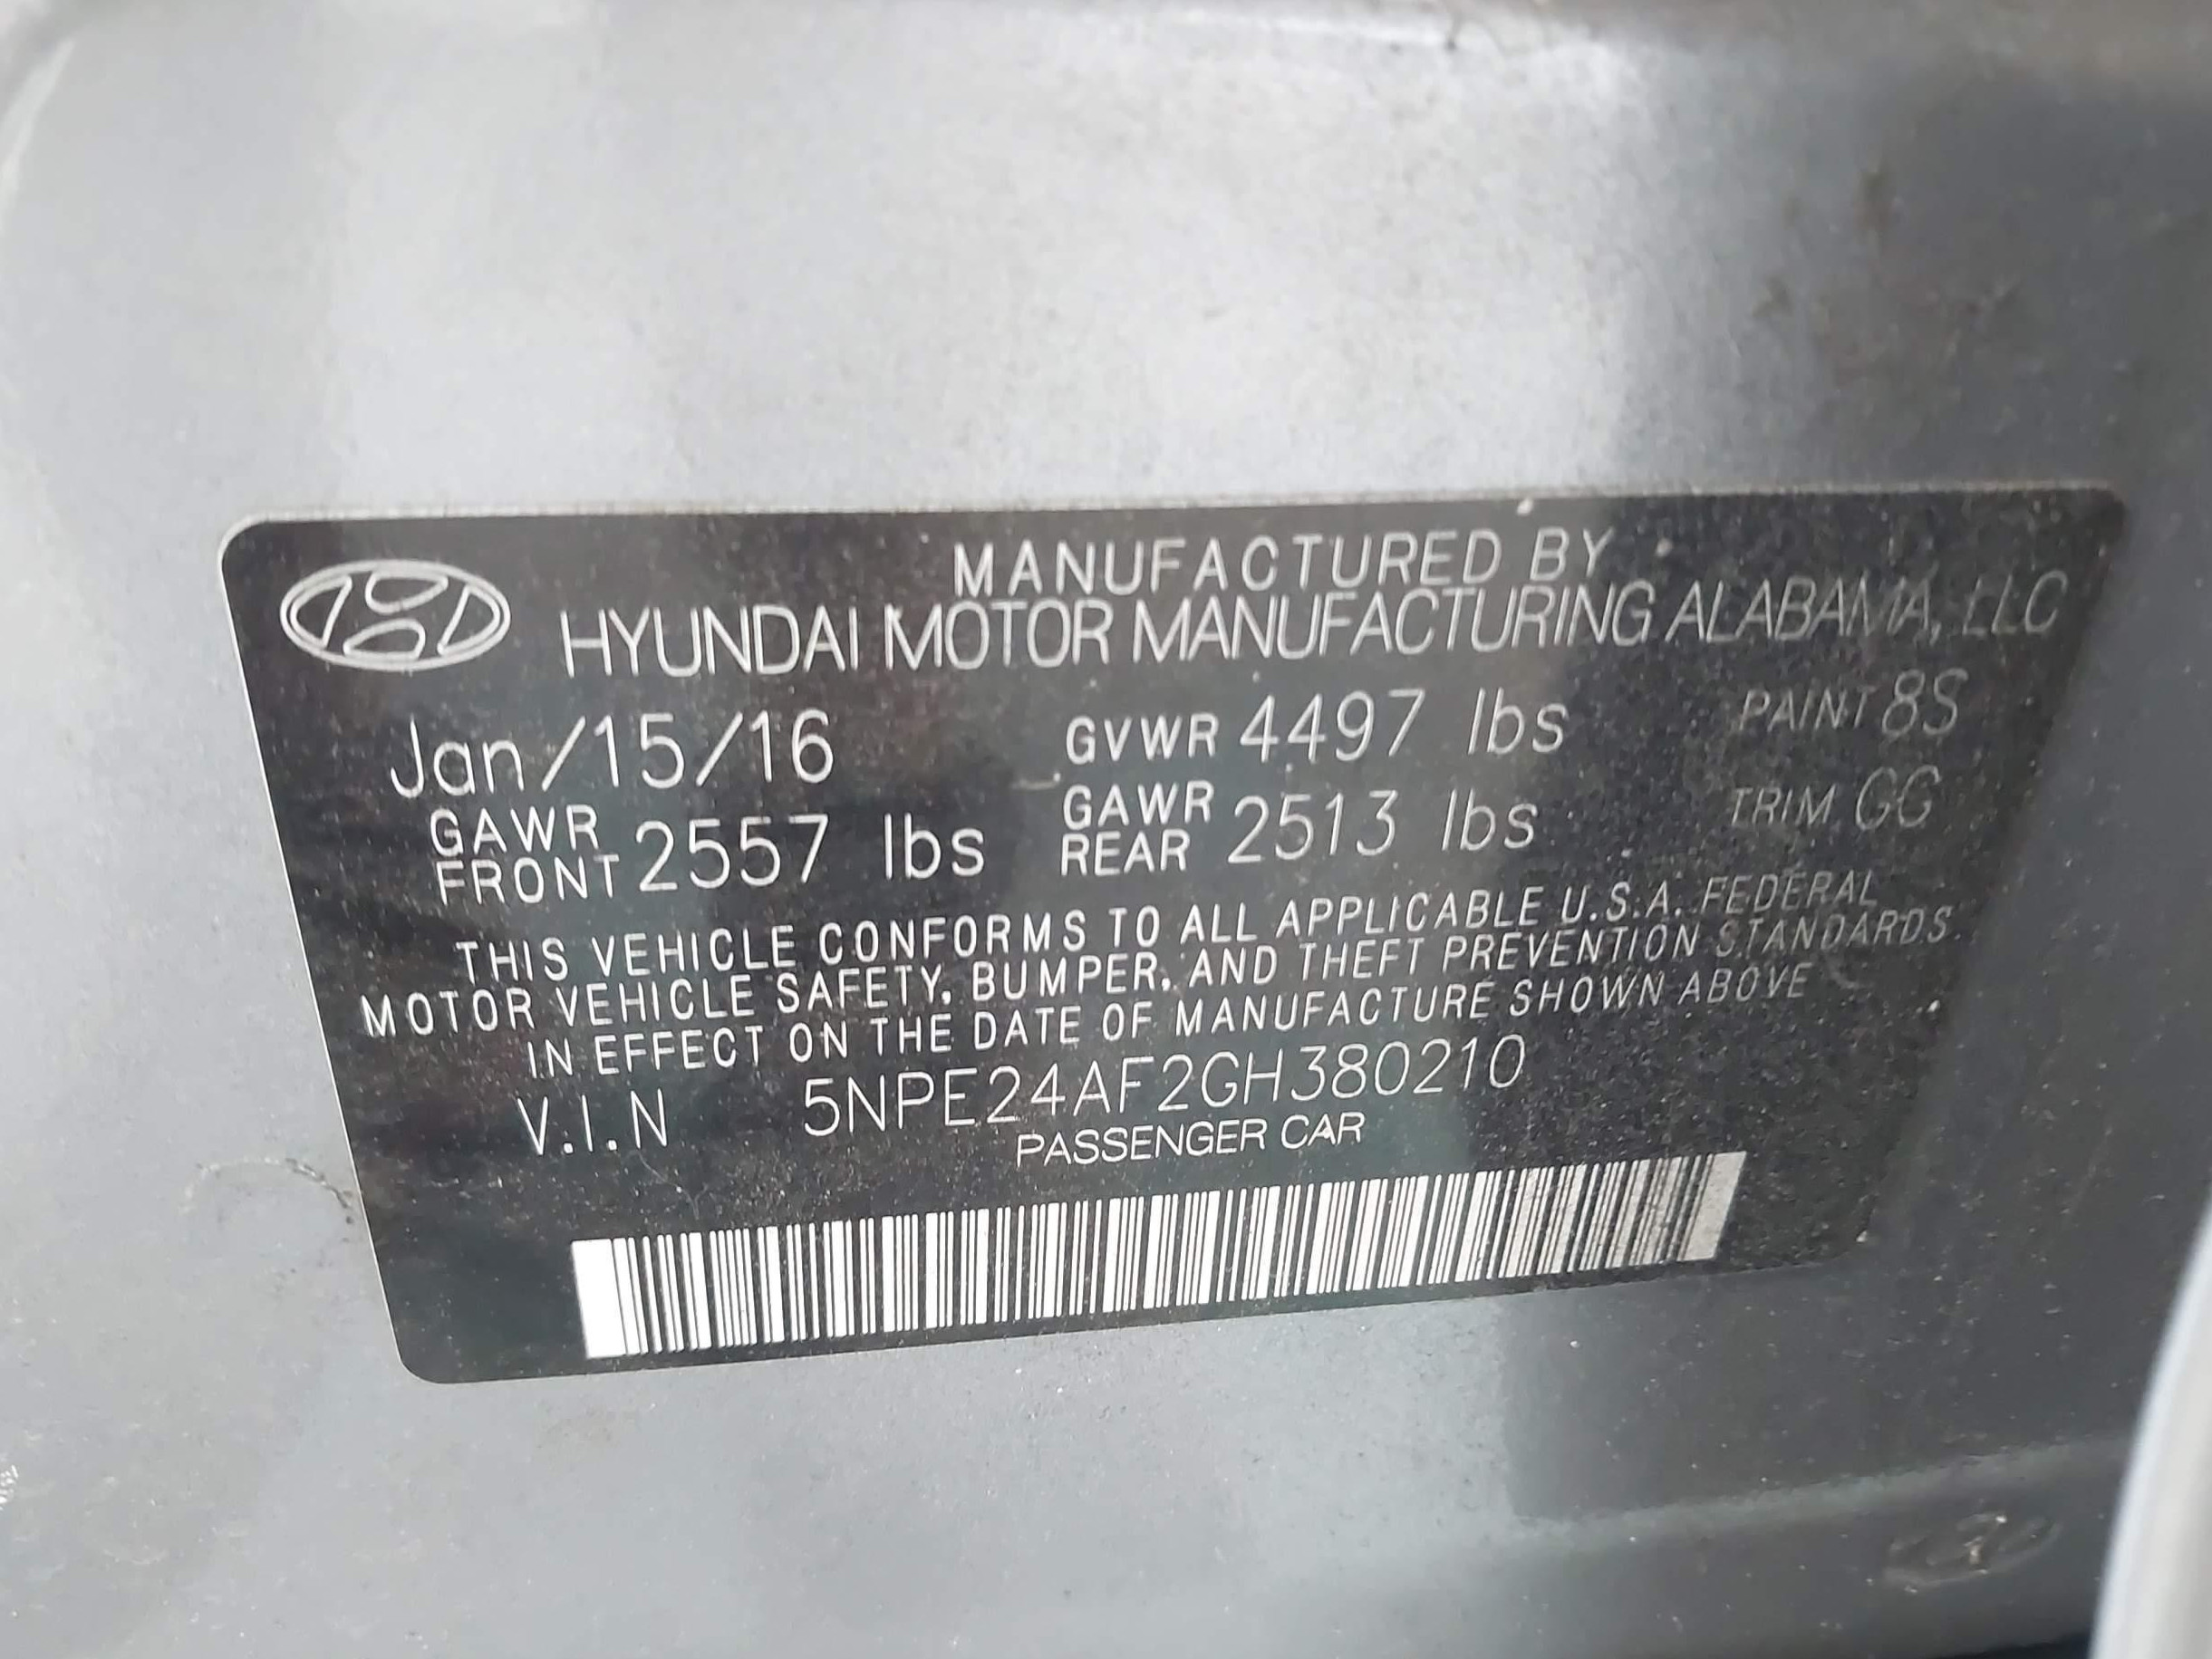 MANUFACTURED BY
HYUNDAI MOTOR MANUFACTURING ALABAMA, LLC
Jan/15/16 GVWR 4497 lbs PAINT 8S
GAWR FRONT 2557 lbs GAWR REAR 2513 lbs TRIM GG
THIS VEHICLE CONFORMS TO ALL APPLICABLE U.S.A. FEDERAL
MOTOR VEHICLE SAFETY, BUMPER, AND THEFT PREVENTION STANDARDS
IN EFFECT ON THE DATE OF MANUFACTURE SHOWN ABOVE
V.I.N 5NPE24AF2GH380210
PASSENGER CAR